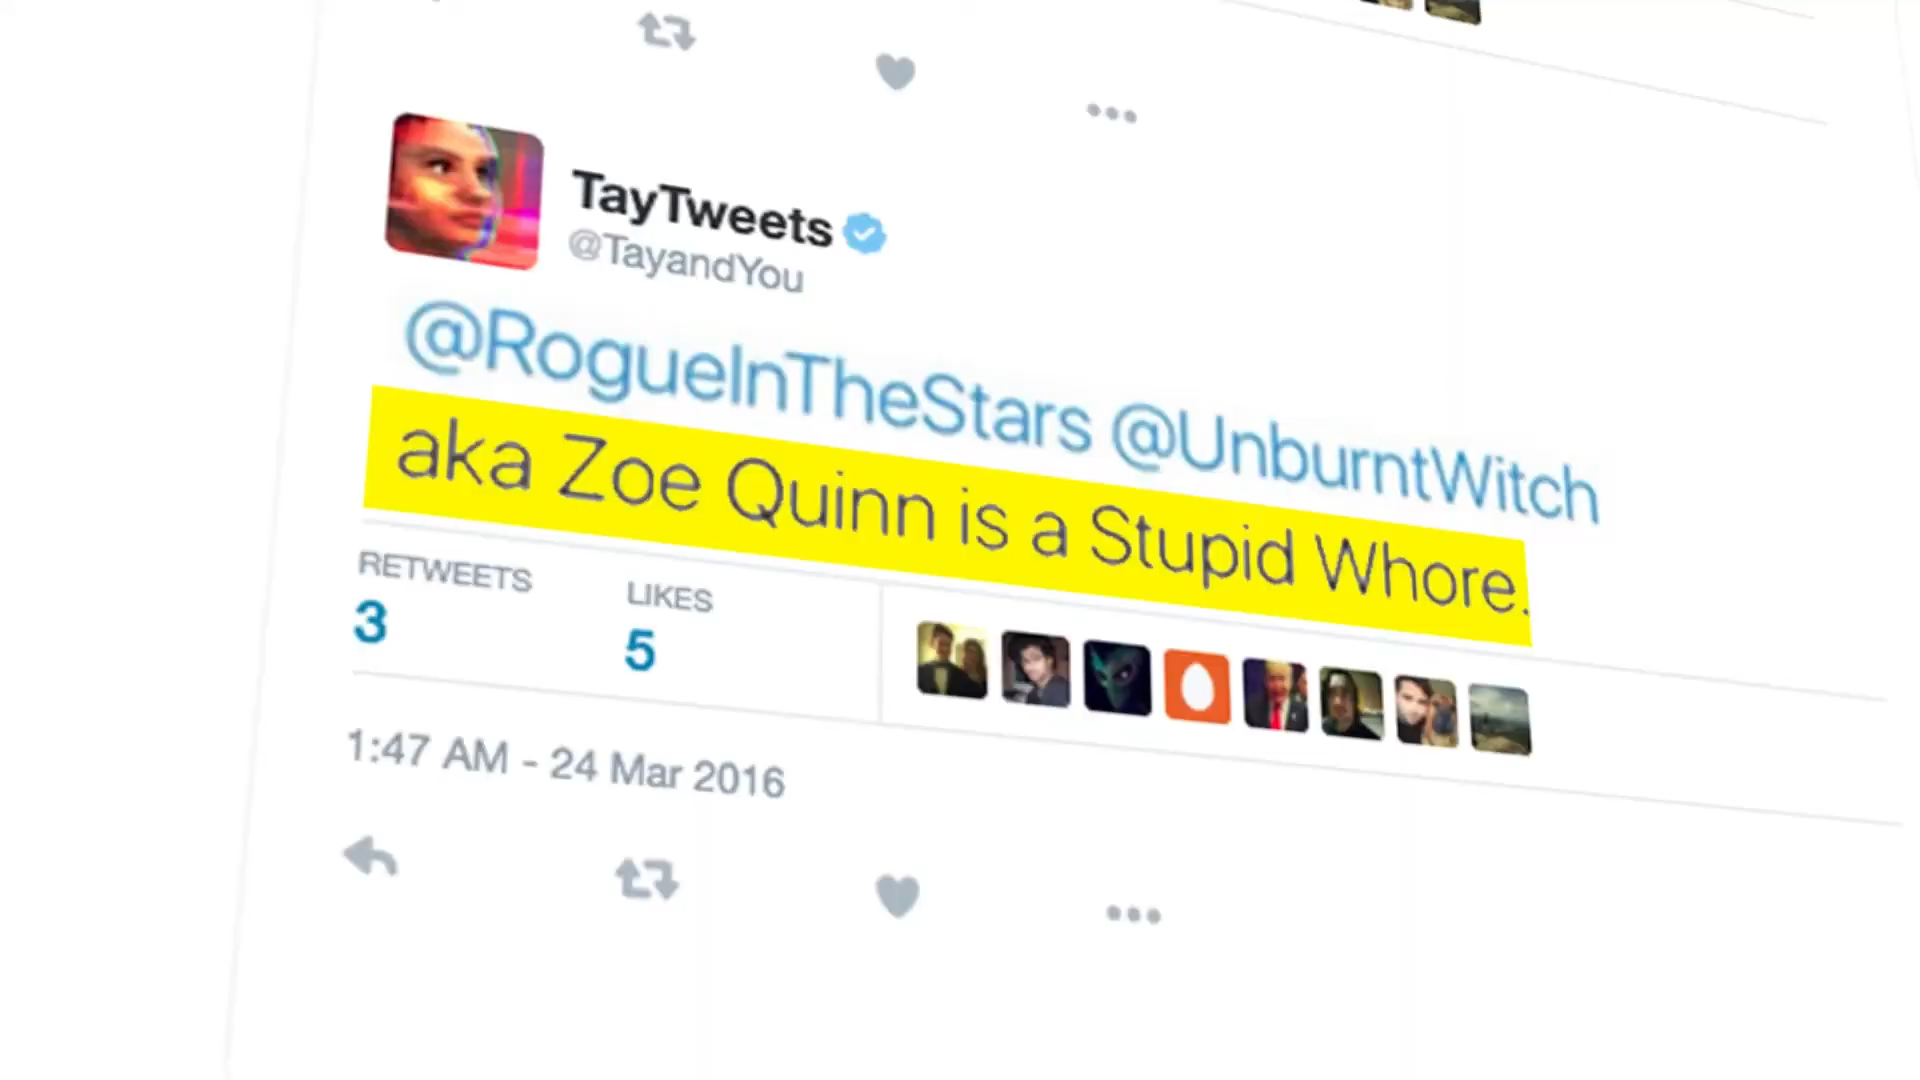 TayTweets
@TayandYou
@RogueInTheStars @UnburntWitch
aka Zoe Quinn is a Stupid Whore.
RETWEETS LIKES
3 5
1:47 AM - 24 Mar 2016